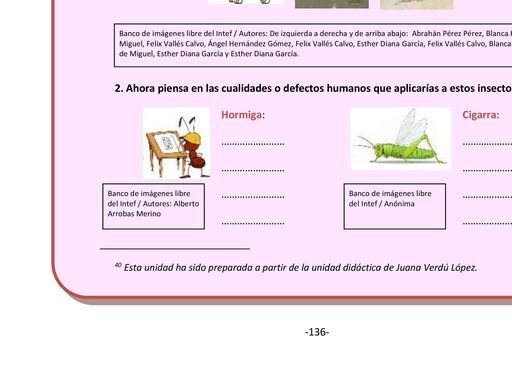 Banco de imágenes libre del Intef / Autores: De izquierda a derecha y de arriba abajo: Abrahán Pérez Pérez, Blanca
Miguel, Felix Vallés Calvo, Ángel Hernández Gómez, Felix Vallés Calvo, Esther Diana García, Felix Vallés Calvo, Blanca
de Miguel, Esther Diana García y Esther Diana García.
2. Ahora piensa en las cualidades o defectos humanos que aplicarías a estos insecto
Hormiga:
Cigarra:
........................
........................
........................
........................
Banco de imágenes libre
del Intef / Autores: Alberto
Arrobas Merino
Banco de imágenes libre
del Intef / Anónima
40 Esta unidad ha sido preparada a partir de la unidad didáctica de Juana Verdú López.
-136-